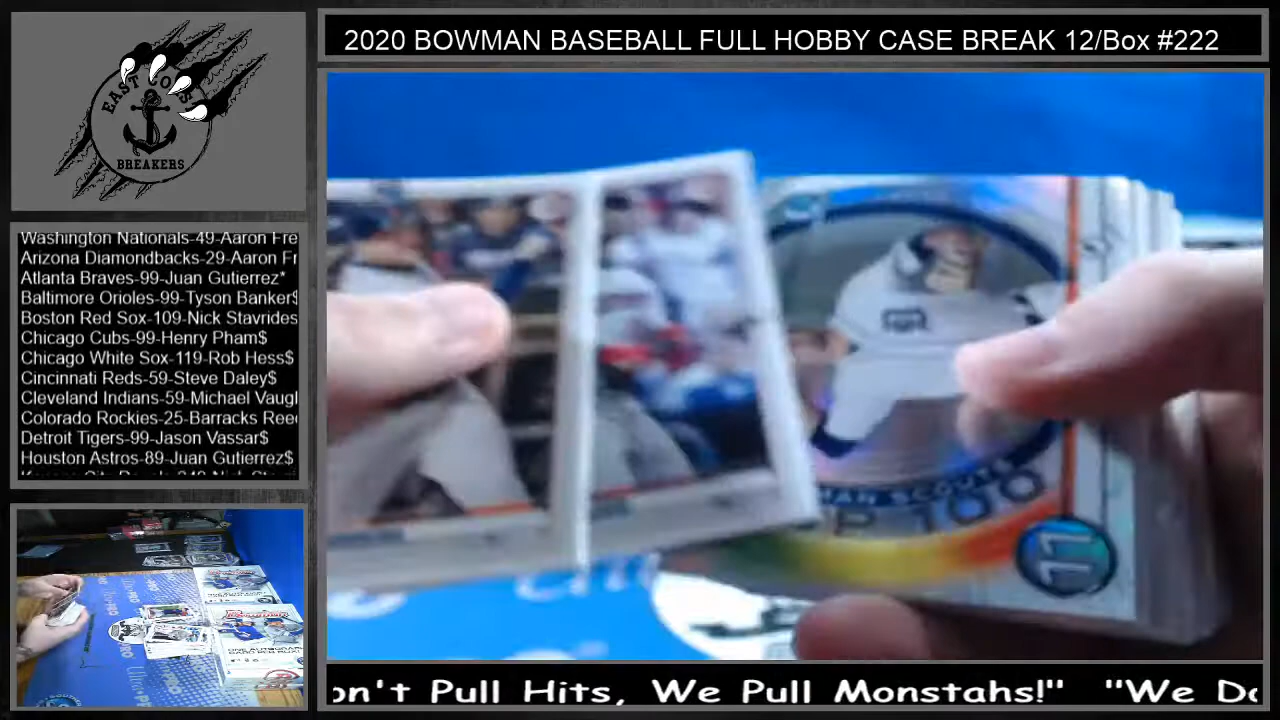 2020 BOWMAN BASEBALL FULL HOBBY CASE BREAK 12/Box #222
EAST COAST
BREAKERS
Washington Nationals-49-Aaron Fre
Arizona Diamondbacks-29-Aaron Fr
Atlanta Braves-99-Juan Gutierrez*
Baltimore Orioles-99-Tyson Banker$
Boston Red Sox-109-Nick Stavrides
Chicago Cubs-99-Henry Pham$
Chicago White Sox-119-Rob Hess$
Cincinnati Reds-59-Steve Daley$
Cleveland Indians-59-Michael Vaugl
Colorado Rockies-25-Barracks Ree
Detroit Tigers-99-Jason Vassar$
Houston Astros-89-Juan Gutierrez$
MAN SCOUTS
P 100
on't Pull Hits, We Pull Monstahs!" "We Do